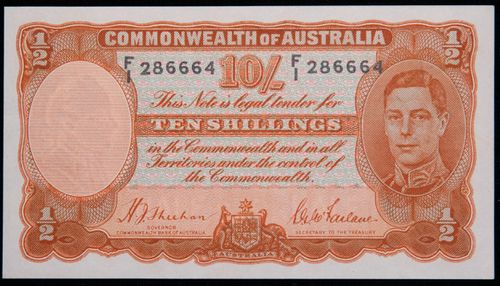 COMMONWEALTH OF AUSTRALIA
1/2 1/2
F/1 286664 10/- F/1 286664
This Note is legal tender for
TEN SHILLINGS
in the Commonwealth and in all
Territories under the control of
the Commonwealth.
H J Sheehan S G McFarlane
GOVERNOR SECRETARY TO THE TREASURY
COMMONWEALTH BANK OF AUSTRALIA
1/2 1/2
AUSTRALIA